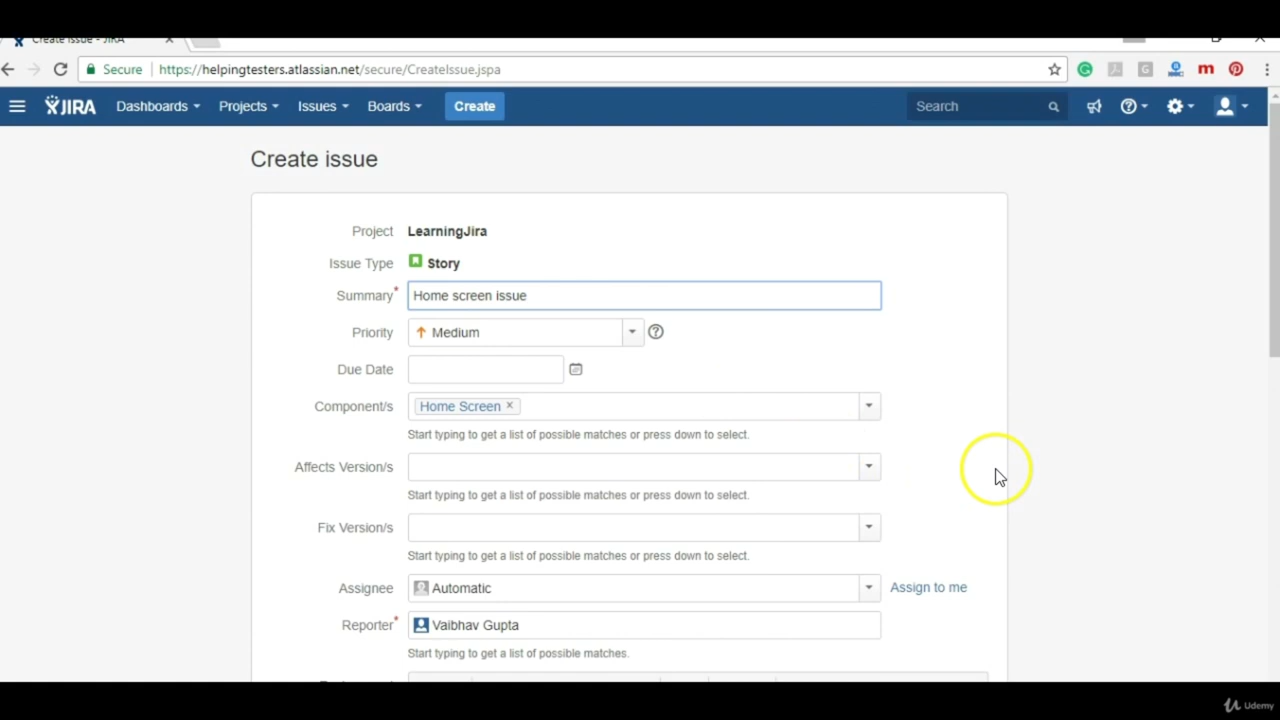 Create issue - JIRA
Secure https://helpingtesters.atlassian.net/secure/CreateIssue.jspa
JIRA Dashboards Projects Issues Boards Create Search
Create issue
Project LearningJira
Issue Type Story
Summary* Home screen issue
Priority Medium
Due Date
Component/s Home Screen ×
Start typing to get a list of possible matches or press down to select.
Affects Version/s
Start typing to get a list of possible matches or press down to select.
Fix Version/s
Start typing to get a list of possible matches or press down to select.
Assignee Automatic Assign to me
Reporter* Vaibhav Gupta
Start typing to get a list of possible matches.
Udemy